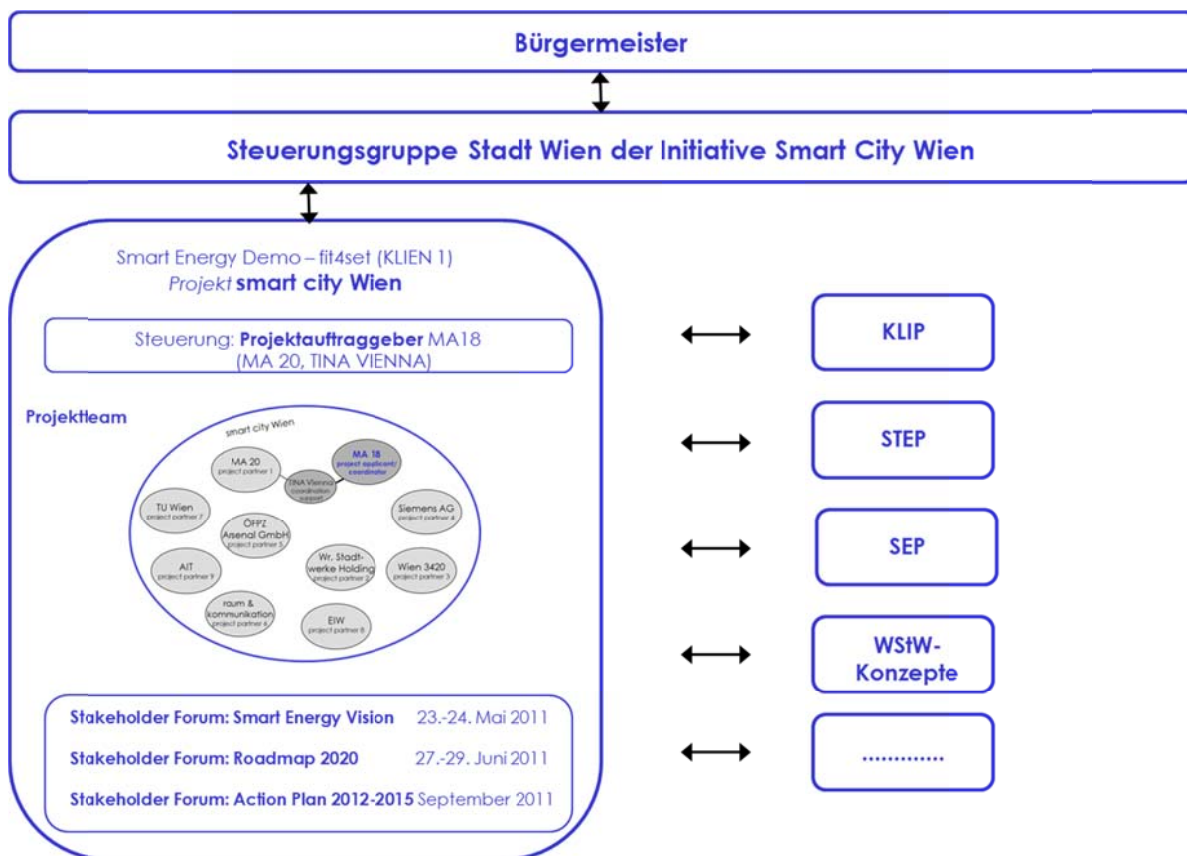 Bürgermeister
Steuerungsgruppe Stadt Wien der Initiative Smart City Wien
Smart Energy Demo – fit4set (KLIEN 1)
Projekt smart city Wien
Steuerung: Projektauftraggeber MA18
(MA 20, TINA VIENNA)
Projektteam
smart city Wien
MA 20
project partner 1
MA 18
project applicant/
coordinator
TINA Vienna
coordination
support
TU Wien
project partner 7
ÖFPZ
Arsenal GmbH
project partner 5
Siemens AG
project partner
AIT
project partner 9
Wr. Stadt-
werke Holding
project partner 2
Wien 3420
project partner 3
raum &
kommunikation
project partner
EIW
project partner 8
Stakeholder Forum: Smart Energy Vision 23.-24. Mai 2011
Stakeholder Forum: Roadmap 2020 27.-29. Juni 2011
Stakeholder Forum: Action Plan 2012-2015 September 2011
KLIP
STEP
SEP
WStW-
Konzepte
.............